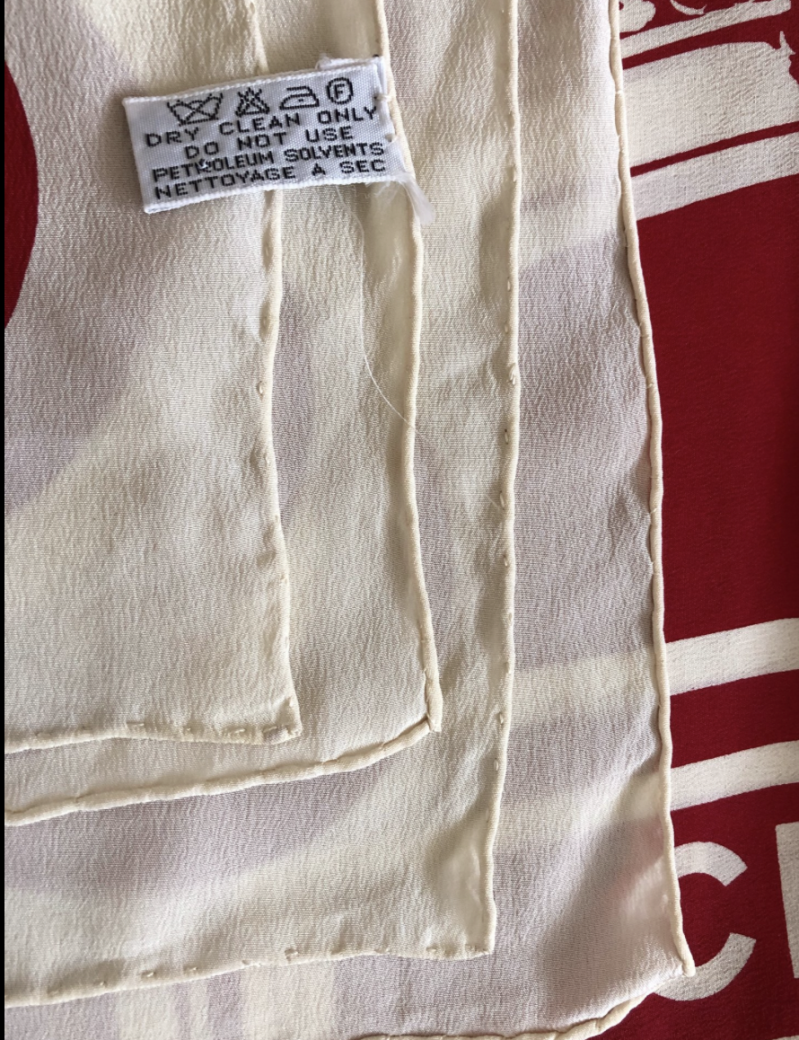 F
DRY CLEAN ONLY
DO NOT USE
PETROLEUM SOLVENTS
NETTOYAGE A SEC
C